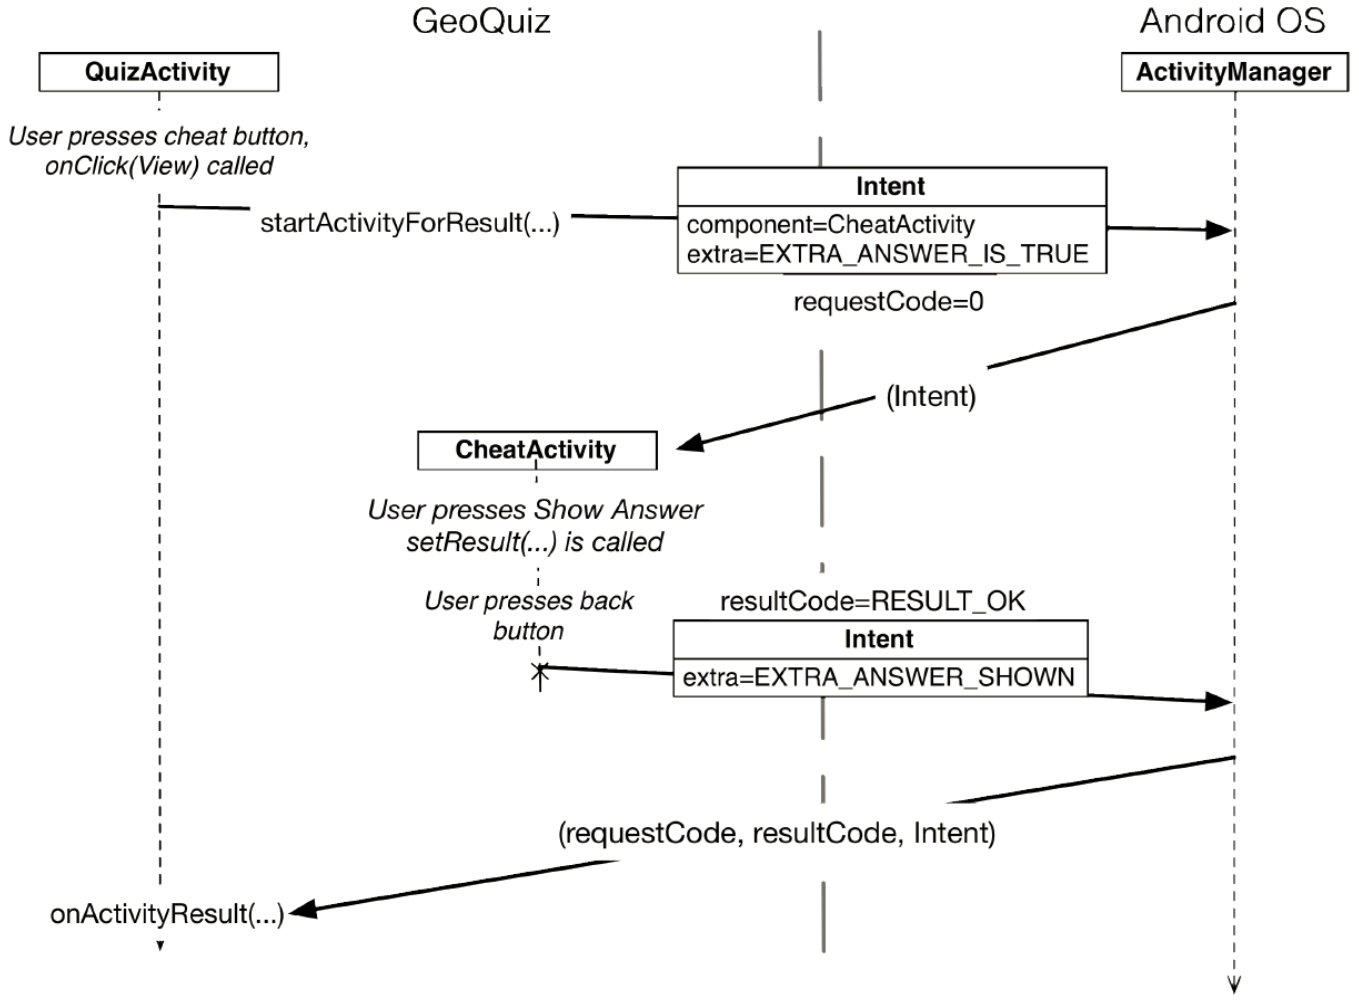 GeoQuiz
Android OS
QuizActivity
ActivityManager
User presses cheat button,
onClick(View) called
startActivityForResult(...)
Intent
component=CheatActivity
extra=EXTRA_ANSWER_IS_TRUE
requestCode=0
(Intent)
CheatActivity
User presses Show Answer
setResult(...) is called
User presses back
button
resultCode=RESULT_OK
Intent
extra=EXTRA_ANSWER_SHOWN
(requestCode, resultCode, Intent)
onActivityResult(...)